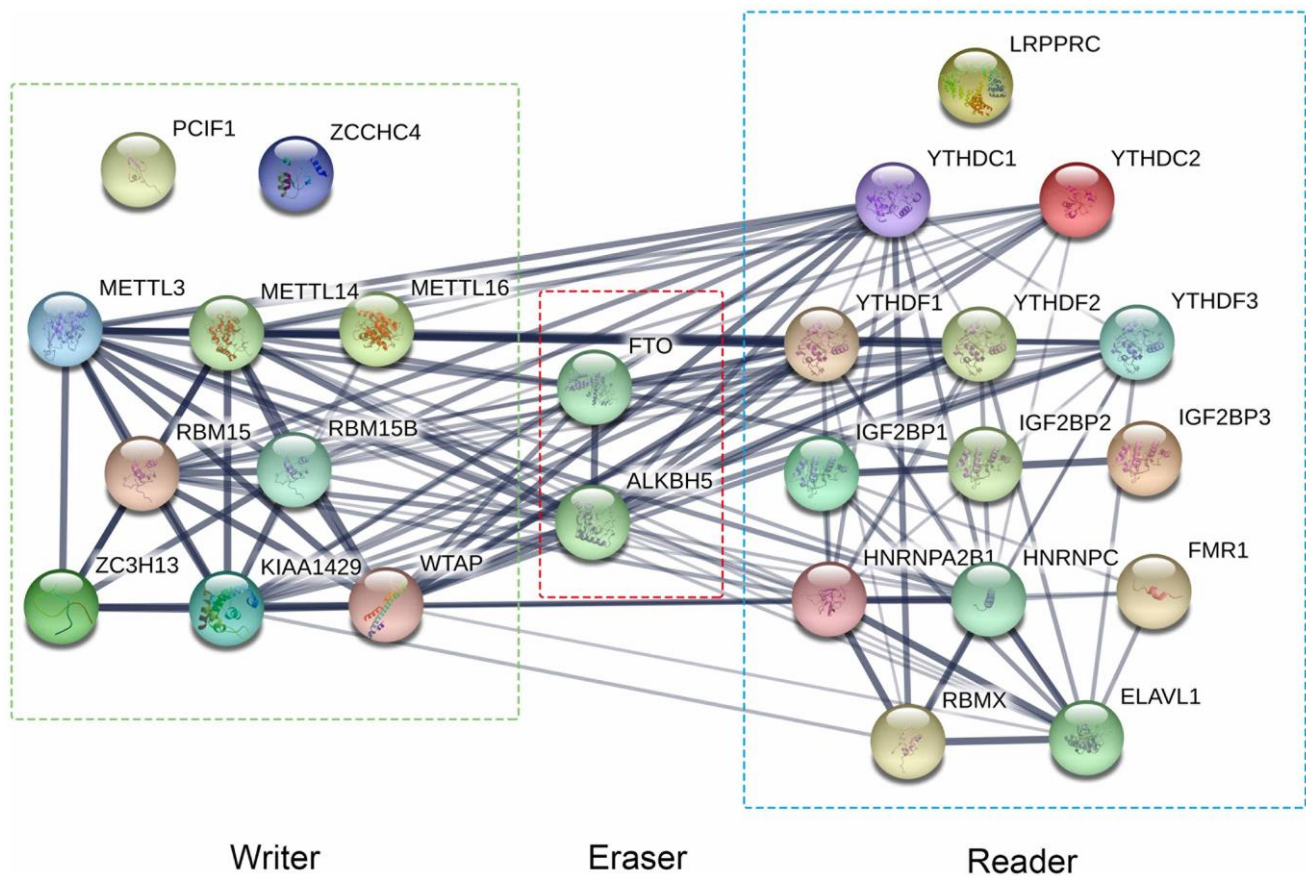 LRPPRC
PCIF1 ZCCHC4
YTHDC1 YTHDC2
METTL3 METTL14 METTL16
YTHDF1 YTHDF2 YTHDF3
FTO
RBM15 RBM15B
IGF2BP1 IGF2BP2 IGF2BP3
ALKBH5
ZC3H13 KIAA1429 WTAP
HNRNPA2B1 HNRNPC FMR1
RBMX ELAVL1
Writer Eraser Reader